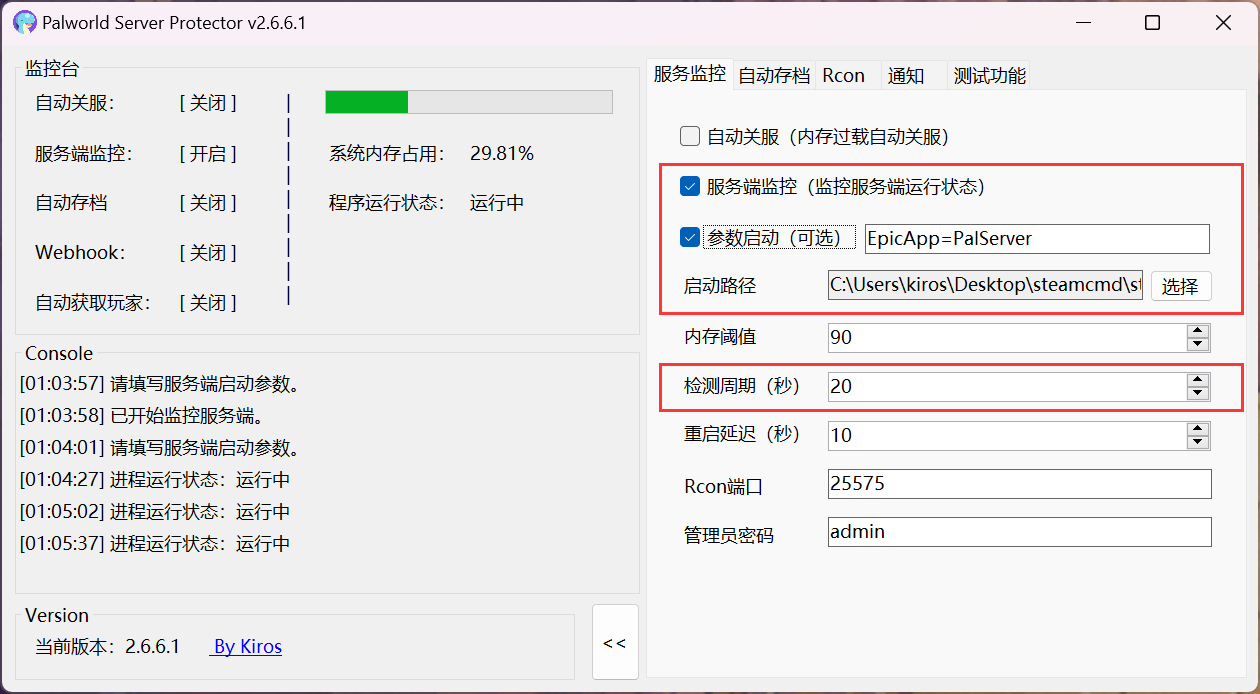 Palworld Server Protector v2.6.6.1
监控台
自动关服： [ 关闭 ]
服务端监控： [ 开启 ] 系统内存占用： 29.81%
自动存档 [ 关闭 ] 程序运行状态： 运行中
Webhook： [ 关闭 ]
自动获取玩家： [ 关闭 ]
Console
[01:03:57] 请填写服务端启动参数。
[01:03:58] 已开始监控服务端。
[01:04:01] 请填写服务端启动参数。
[01:04:27] 进程运行状态：运行中
[01:05:02] 进程运行状态：运行中
[01:05:37] 进程运行状态：运行中
Version
当前版本：2.6.6.1 By Kiros
<<
服务监控 自动存档 Rcon 通知 测试功能
自动关服（内存过载自动关服）
服务端监控（监控服务端运行状态）
参数启动（可选） EpicApp=PalServer
启动路径 C:\Users\kiros\Desktop\steamcmd\st 选择
内存阈值 90
检测周期（秒） 20
重启延迟（秒） 10
Rcon端口 25575
管理员密码 admin